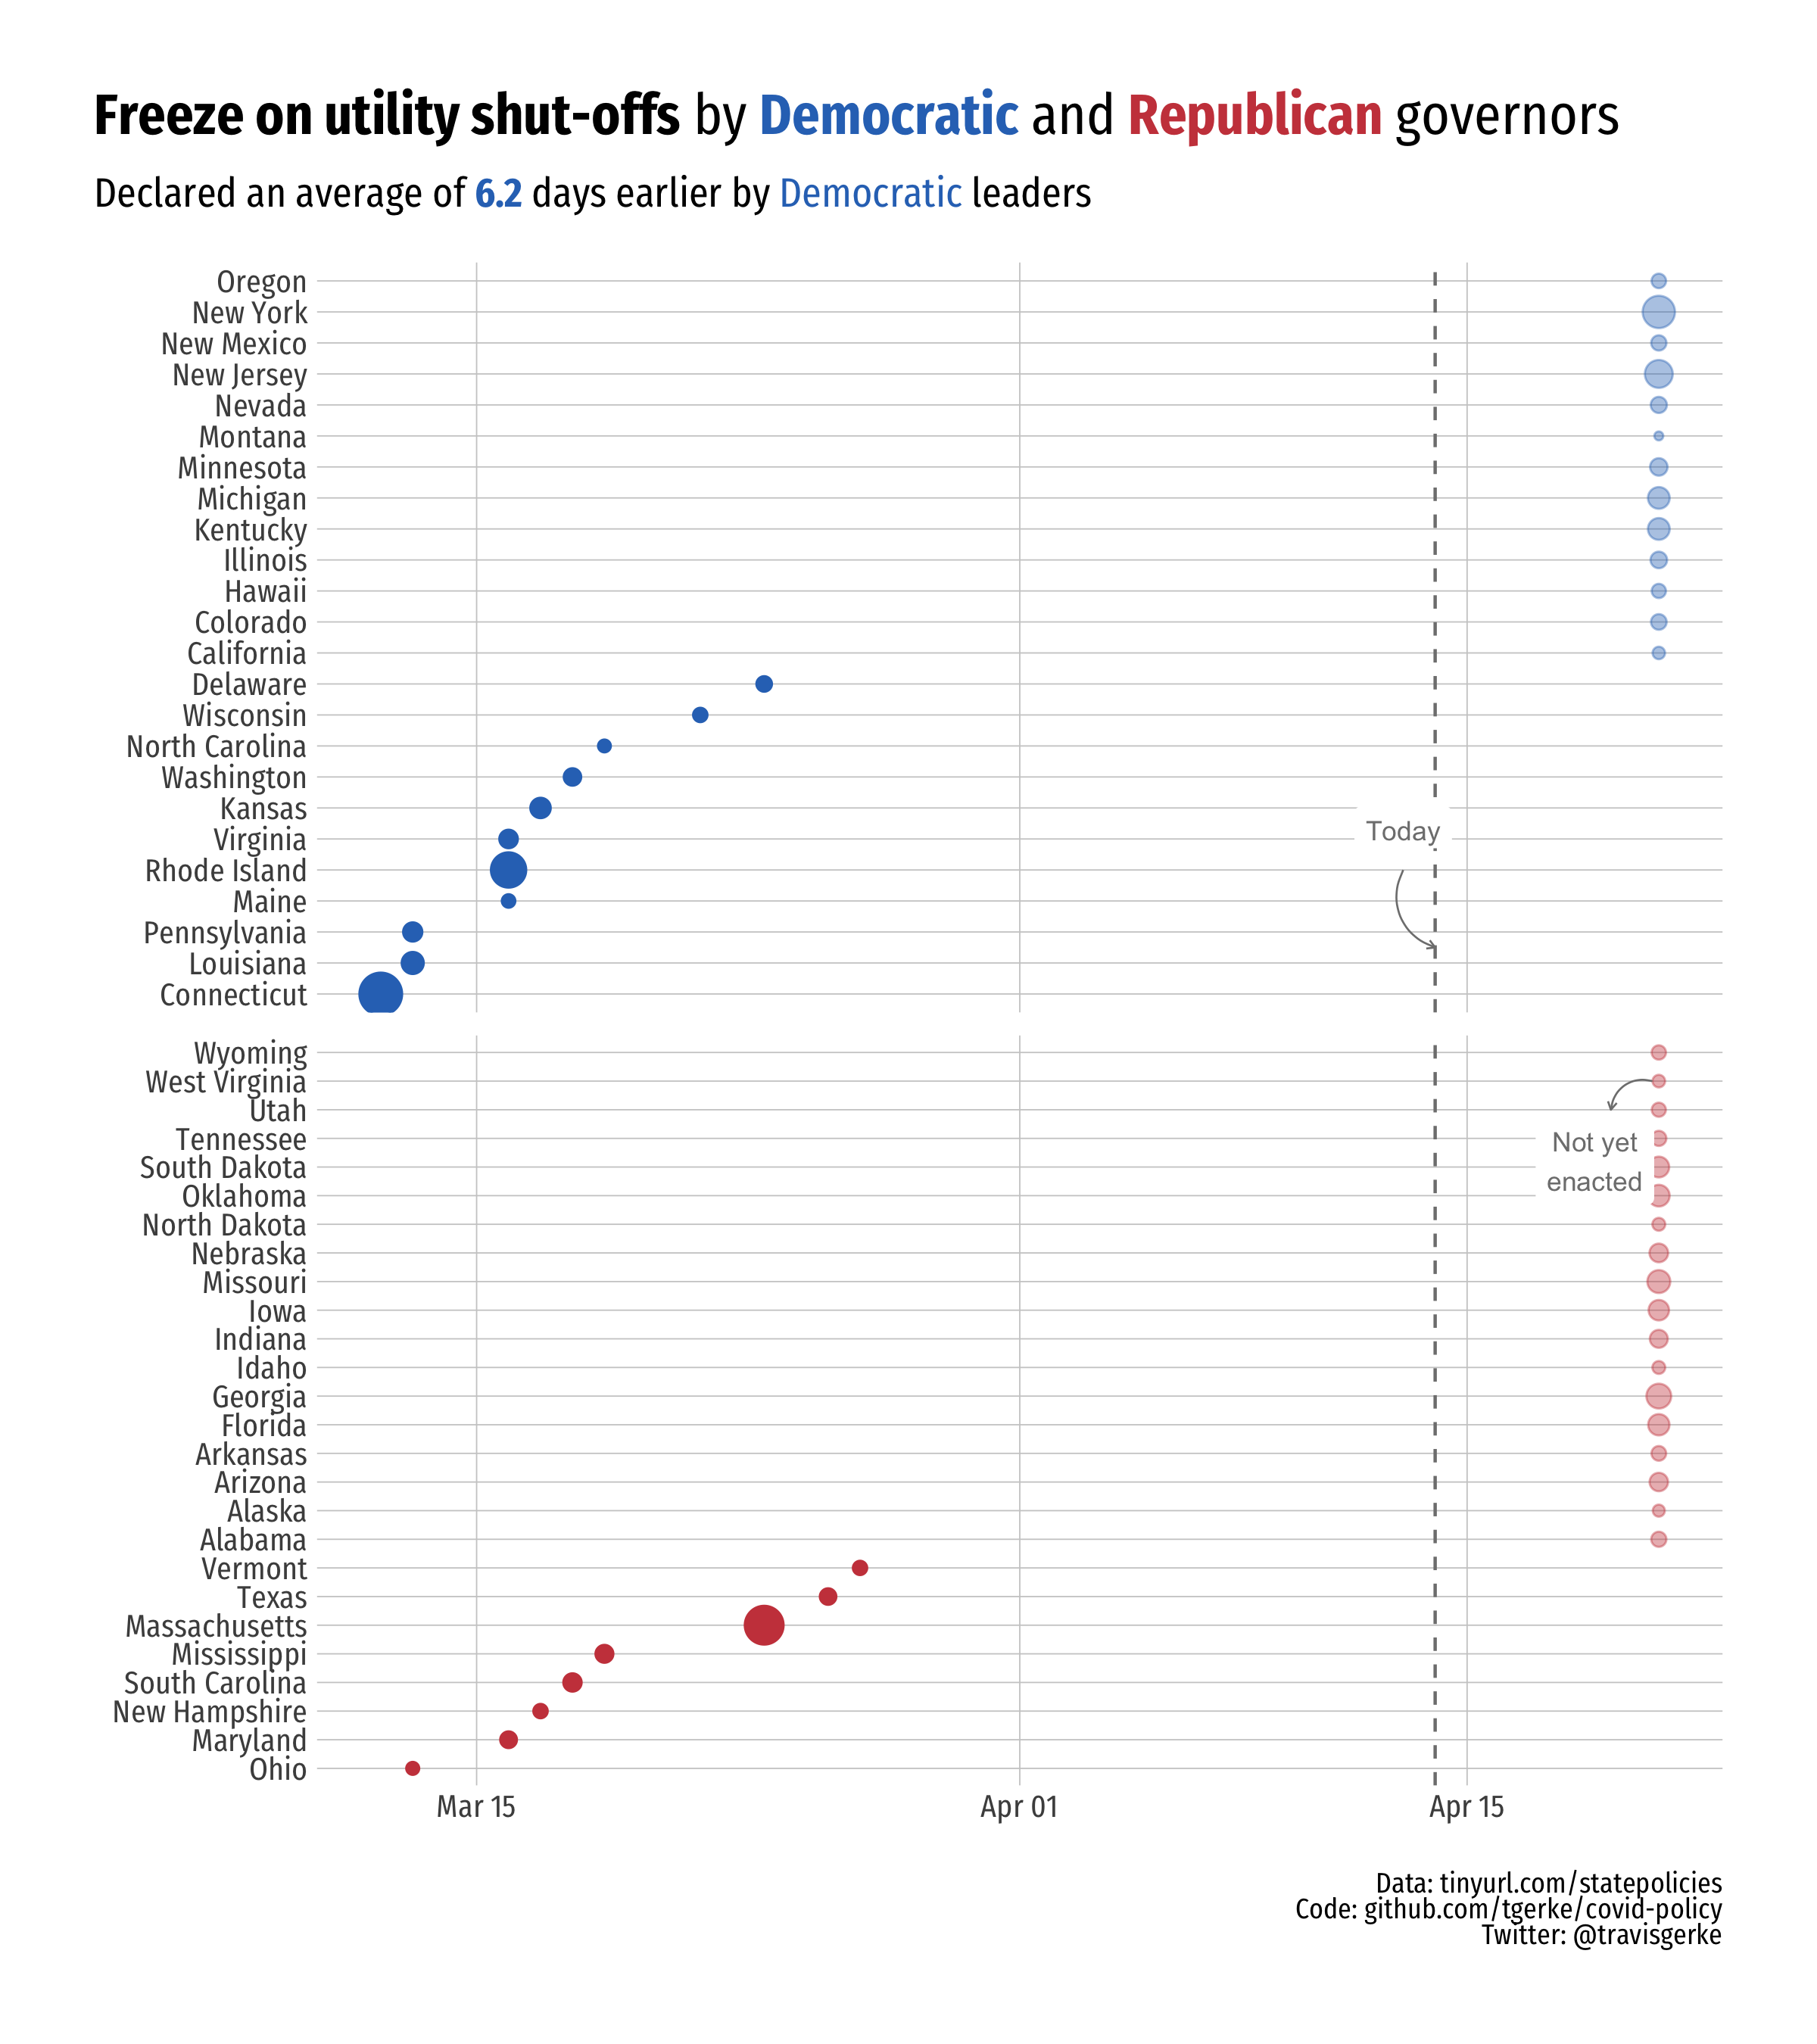 Freeze on utility shut-offs by Democratic and Republican governors
Declared an average of 6.2 days earlier by Democratic leaders
Oregon
New York
New Mexico
New Jersey
Nevada
Montana
Minnesota
Michigan
Kentucky
Illinois
Hawaii
Colorado
California
Delaware
Wisconsin
North Carolina
Washington
Kansas
Virginia
Today
Rhode Island
Maine
Pennsylvania
Louisiana
Connecticut
Wyoming
West Virginia
Utah
Tennessee
Not yet
enacted
South Dakota
Oklahoma
North Dakota
Nebraska
Missouri
Iowa
Indiana
Idaho
Georgia
Florida
Arkansas
Arizona
Alaska
Alabama
Vermont
Texas
Massachusetts
Mississippi
South Carolina
New Hampshire
Maryland
Ohio
Mar 15
Apr 01
Apr 15
Data: tinyurl.com/statepolicies
Code: github.com/tgerke/covid-policy
Twitter: @travisgerke